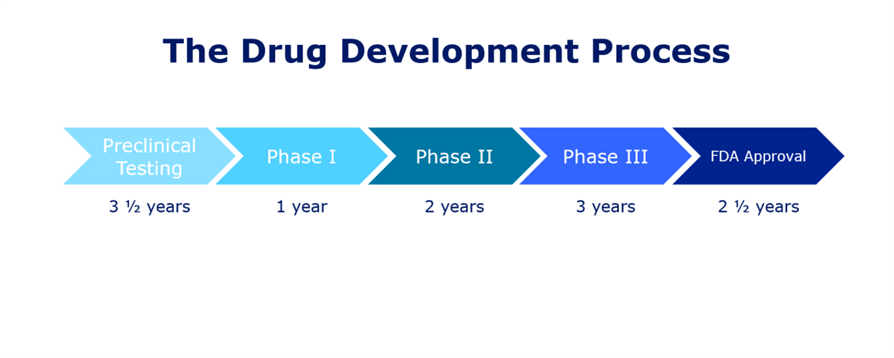 The Drug Development Process
Preclinical
Testing
Phase I
Phase II
Phase III
FDA Approval
3 ½ years
1 year
2 years
3 years
2 ½ years